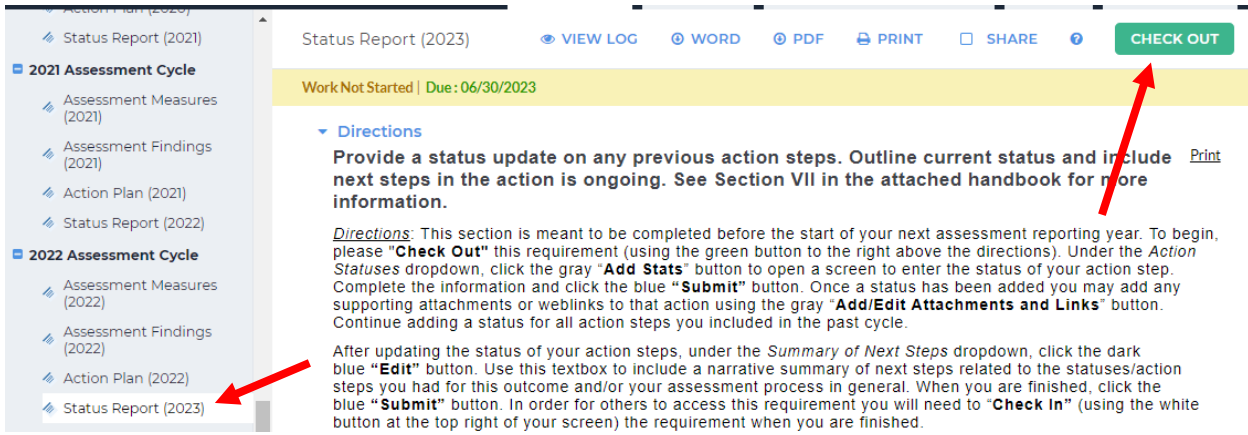 Action Plan (2020)
Status Report (2021)
2021 Assessment Cycle
Assessment Measures
(2021)
Assessment Findings
(2021)
Action Plan (2021)
Status Report (2022)
2022 Assessment Cycle
Assessment Measures
(2022)
Assessment Findings
(2022)
Action Plan (2022)
Status Report (2023)
Status Report (2023) VIEW LOG WORD PDF PRINT SHARE ? CHECK OUT
Work Not Started | Due : 06/30/2023
Directions
Print
Provide a status update on any previous action steps. Outline current status and include
next steps in the action is ongoing. See Section VII in the attached handbook for more
information.
Directions: This section is meant to be completed before the start of your next assessment reporting year. To begin,
please "Check Out" this requirement (using the green button to the right above the directions). Under the Action
Statuses dropdown, click the gray “Add Stats” button to open a screen to enter the status of your action step.
Complete the information and click the blue “Submit” button. Once a status has been added you may add any
supporting attachments or weblinks to that action using the gray “Add/Edit Attachments and Links” button.
Continue adding a status for all action steps you included in the past cycle.
After updating the status of your action steps, under the Summary of Next Steps dropdown, click the dark
blue “Edit” button. Use this textbox to include a narrative summary of next steps related to the statuses/action
steps you had for this outcome and/or your assessment process in general. When you are finished, click the
blue “Submit” button. In order for others to access this requirement you will need to “Check In” (using the white
button at the top right of your screen) the requirement when you are finished.